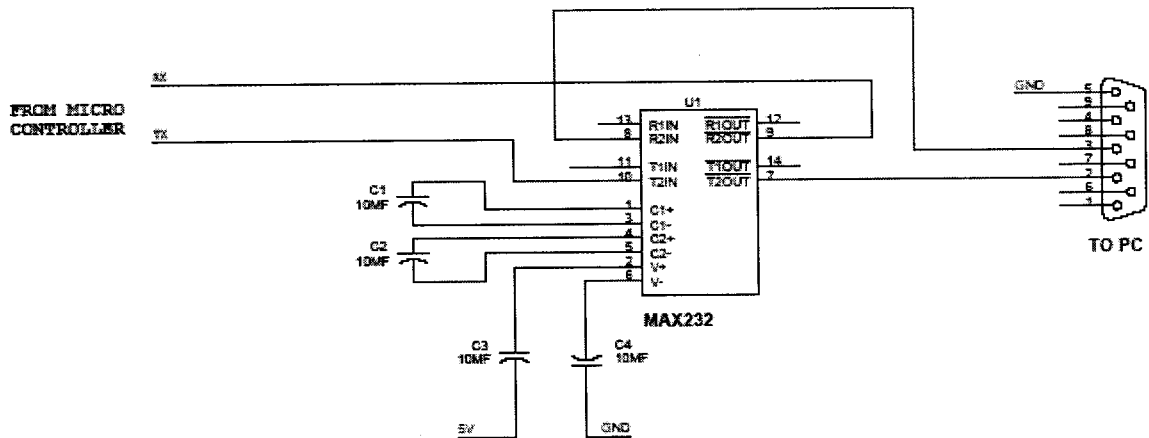 RX
FROM MICRO
CONTROLLER
TX
U1
13 R1IN R1OUT 12
8 R2IN R2OUT 9
11 T1IN T1OUT 14
10 T2IN T2OUT 7
1 C1+
3 C1-
4 C2+
5 C2-
2 V+
6 V-
MAX232
C1
10MF
C2
10MF
C3
10MF
C4
10MF
5V
GND
GND
5
9
4
8
3
7
2
6
1
TO PC